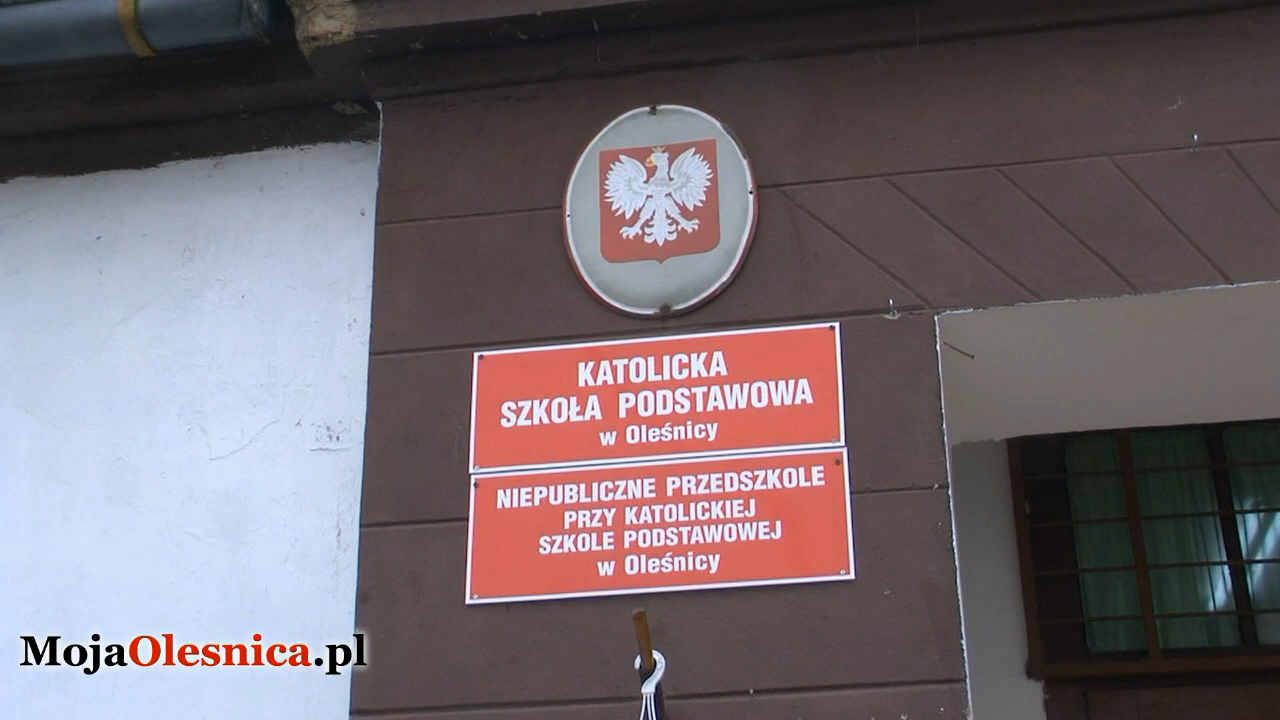 KATOLICKA
SZKOŁA PODSTAWOWA
w Oleśnicy
NIEPUBLICZNE PRZEDSZKOLE
PRZY KATOLICKIEJ
SZKOLE PODSTAWOWEJ
w Oleśnicy
MojaOlesnica.pl